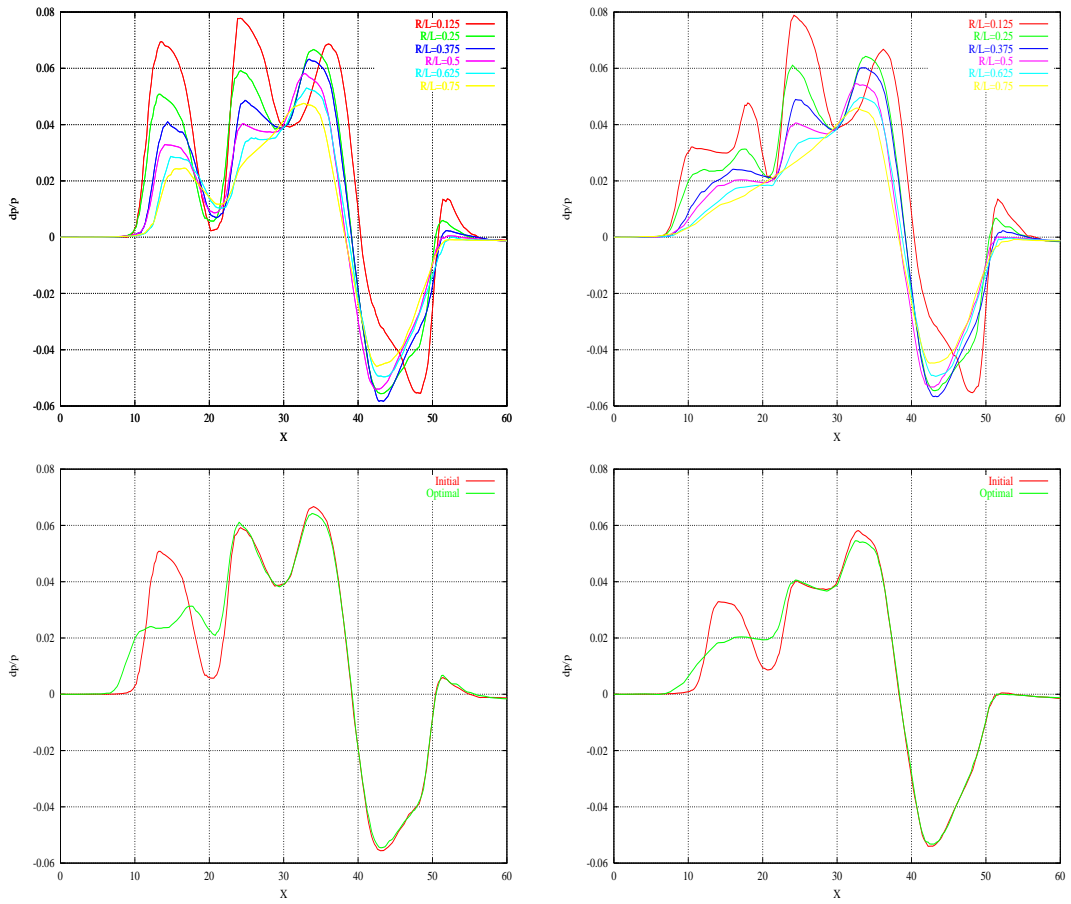 0.08
0.06
0.04
0.02
0
-0.02
-0.04
-0.06
dp/p
0 10 20 30 40 50 60
X
R/L=0.125
R/L=0.25
R/L=0.375
R/L=0.5
R/L=0.625
R/L=0.75
0.08
0.06
0.04
0.02
0
-0.02
-0.04
-0.06
dp/p
0 10 20 30 40 50 60
X
R/L=0.125
R/L=0.25
R/L=0.375
R/L=0.5
R/L=0.625
R/L=0.75
0.08
0.06
0.04
0.02
0
-0.02
-0.04
-0.06
dp/p
0 10 20 30 40 50 60
X
Initial
Optimal
0.08
0.06
0.04
0.02
0
-0.02
-0.04
-0.06
dp/p
0 10 20 30 40 50 60
X
Initial
Optimal